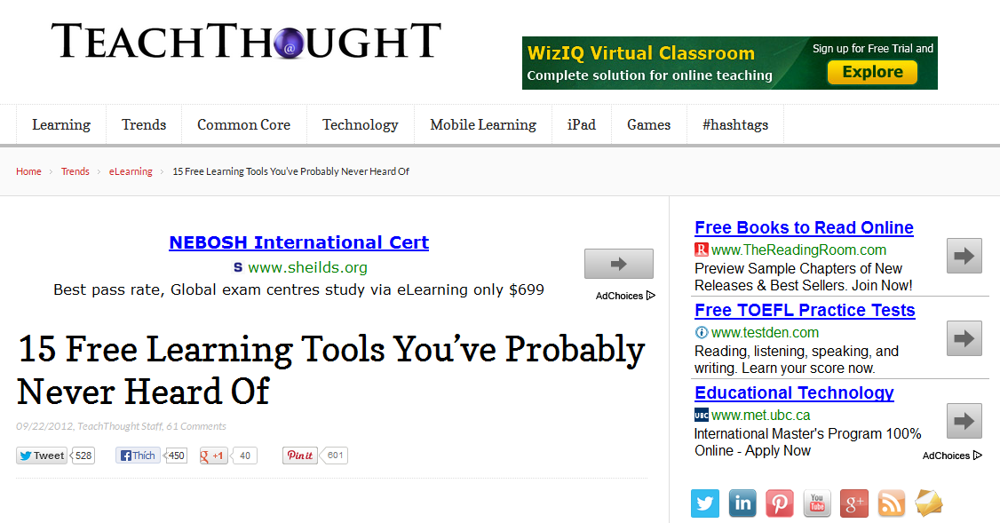 TEACHTHOUGHT
WizIQ Virtual Classroom
Complete solution for online teaching
Sign up for Free Trial and
Explore
Learning
Trends
Common Core
Technology
Mobile Learning
iPad
Games
#hashtags
Home > Trends > eLearning > 15 Free Learning Tools You've Probably Never Heard Of
NEBOSH International Cert
S www.sheilds.org
Best pass rate, Global exam centres study via eLearning only $699
AdChoices
15 Free Learning Tools You’ve Probably
Never Heard Of
09/22/2012, TeachThought Staff, 61 Comments
Tweet 528
Thích 450
g +1 40
Pin it 601
Free Books to Read Online
R www.TheReadingRoom.com
Preview Sample Chapters of New
Releases & Best Sellers. Join Now!
Free TOEFL Practice Tests
www.testden.com
Reading, listening, speaking, and
writing. Learn your score now.
Educational Technology
UBC www.met.ubc.ca
International Master's Program 100%
Online - Apply Now
AdChoices
in
You
Tube
g+